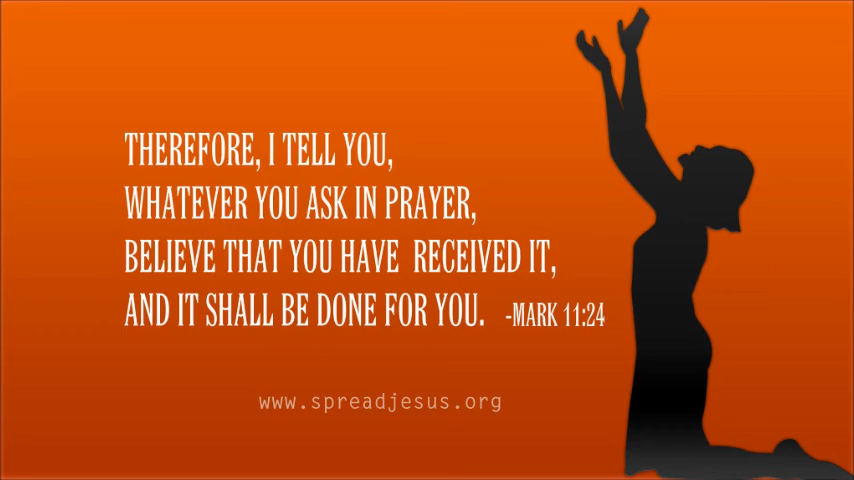 THEREFORE, I TELL YOU,
WHATEVER YOU ASK IN PRAYER,
BELIEVE THAT YOU HAVE RECEIVED IT,
AND IT SHALL BE DONE FOR YOU. -MARK 11:24
www.spreadjesus.org